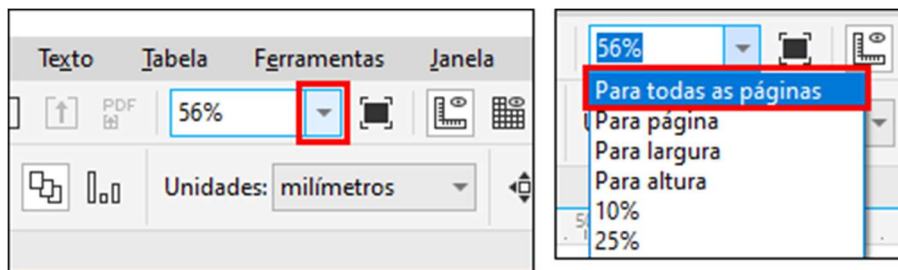 Texto Tabela Ferramentas Janela
PDF 56%
Unidades: milímetros
56%
Para todas as páginas
Para página
Para largura
Para altura
10%
25%